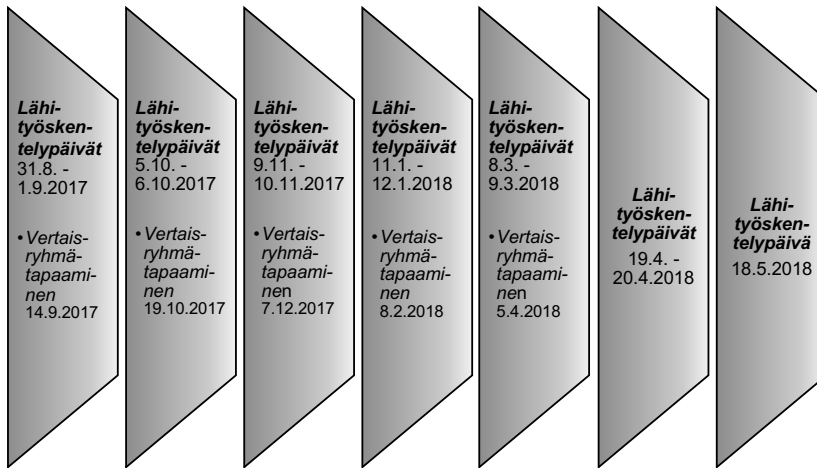 Lähi-
työsken-
telypäivät
31.8. -
1.9.2017
• Vertais-
ryhmä-
tapaami-
nen
14.9.2017
Lähi-
työsken-
telypäivät
5.10. -
6.10.2017
• Vertais-
ryhmä-
tapaami-
nen
19.10.2017
Lähi-
työsken-
telypäivät
9.11. -
10.11.2017
• Vertais-
ryhmä-
tapaami-
nen
7.12.2017
Lähi-
työsken-
telypäivät
11.1. -
12.1.2018
• Vertais-
ryhmä-
tapaami-
nen
8.2.2018
Lähi-
työsken-
telypäivät
8.3. -
9.3.2018
• Vertais-
ryhmä-
tapaami-
nen
5.4.2018
Lähi-
työsken-
telypäivät
19.4. -
20.4.2018
Lähi-
työsken-
telypäivä
18.5.2018